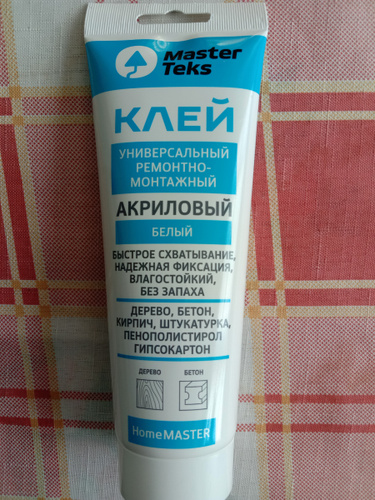 Master
Teks
КЛЕЙ
УНИВЕРСАЛЬНЫЙ
РЕМОНТНО-
МОНТАЖНЫЙ
АКРИЛОВЫЙ
БЕЛЫЙ
БЫСТРОЕ СХВАТЫВАНИЕ,
НАДЕЖНАЯ ФИКСАЦИЯ,
ВЛАГОСТОЙКИЙ,
БЕЗ ЗАПАХА
ДЕРЕВО, БЕТОН,
КИРПИЧ, ШТУКАТУРКА,
ПЕНОПОЛИСТИРОЛ
ГИПСОКАРТОН
ДЕРЕВО БЕТОН
HomeMASTER